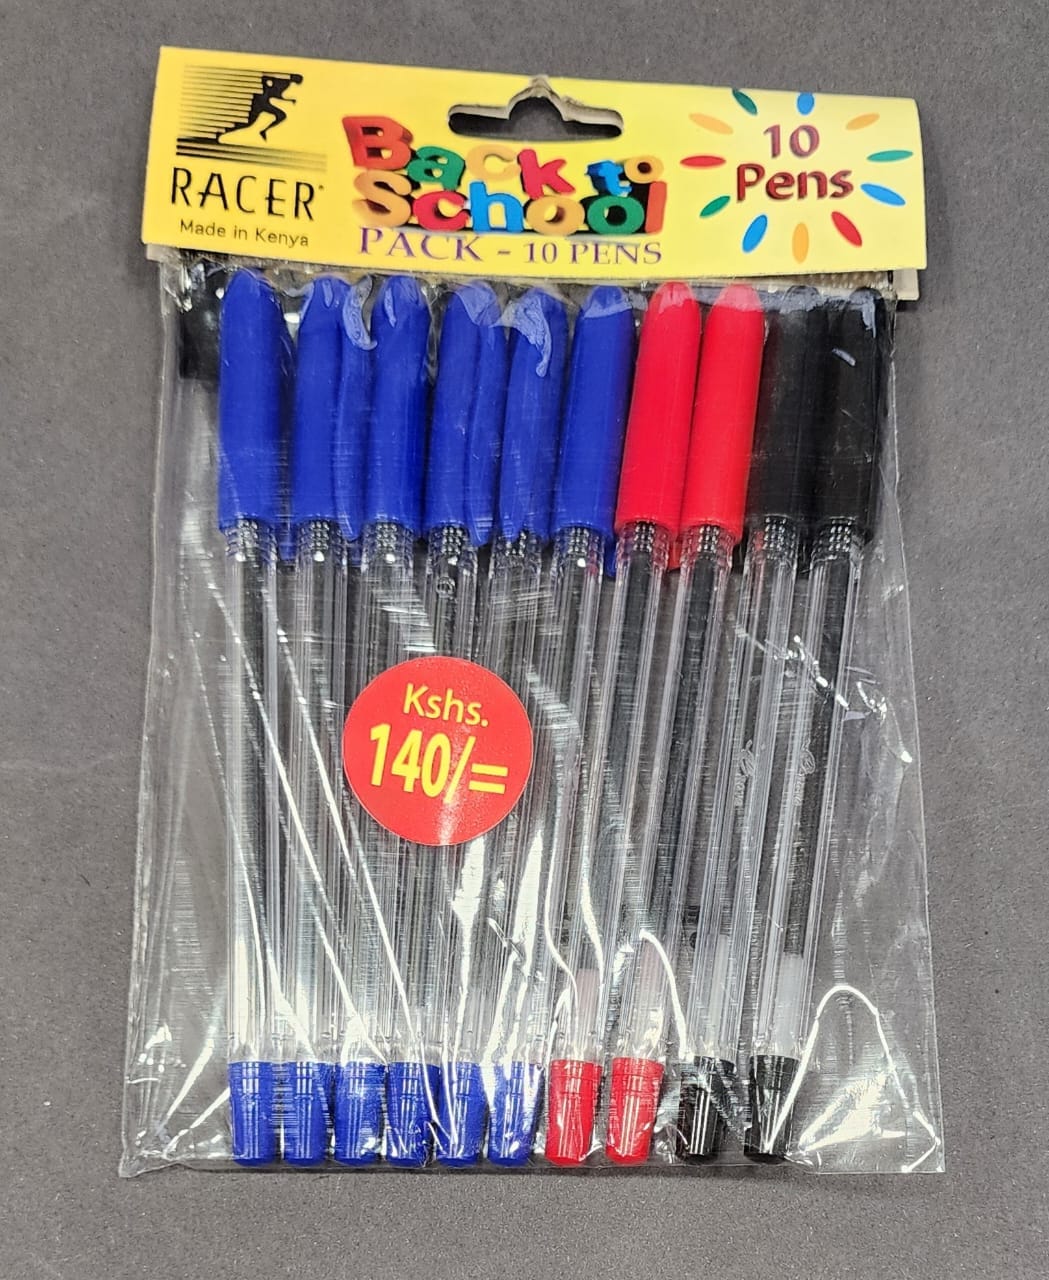 RACER
Made in Kenya
Back to
School
PACK - 10 PENS
10
Pens
Kshs.
140/=